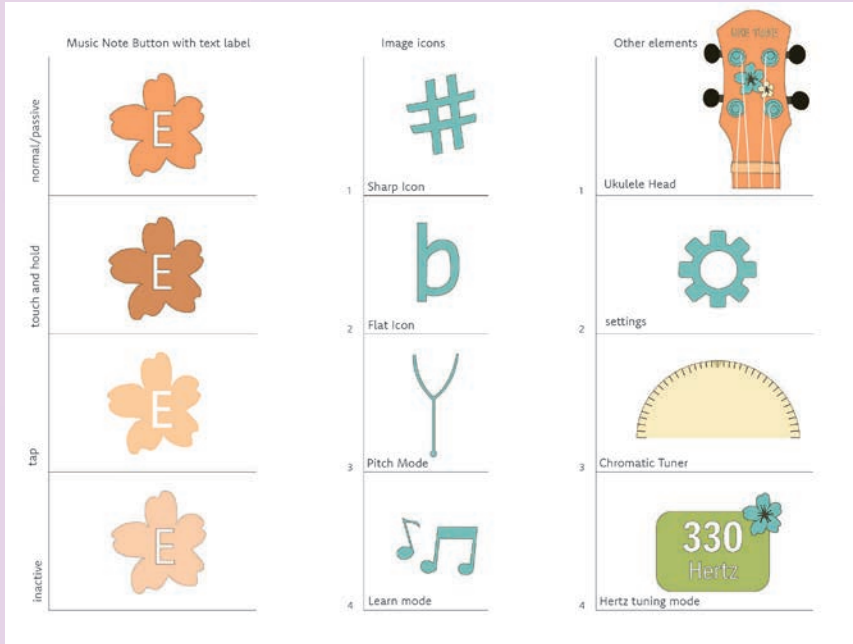 Music Note Button with text label
normal/passive
E
touch and hold
E
tap
E
inactive
E
Image icons
1
Sharp Icon
2
b
Flat Icon
3
Pitch Mode
4
Learn mode
Other elements
1
Ukulele Head
2
settings
3
Chromatic Tuner
330
Hertz
4
Hertz tuning mode